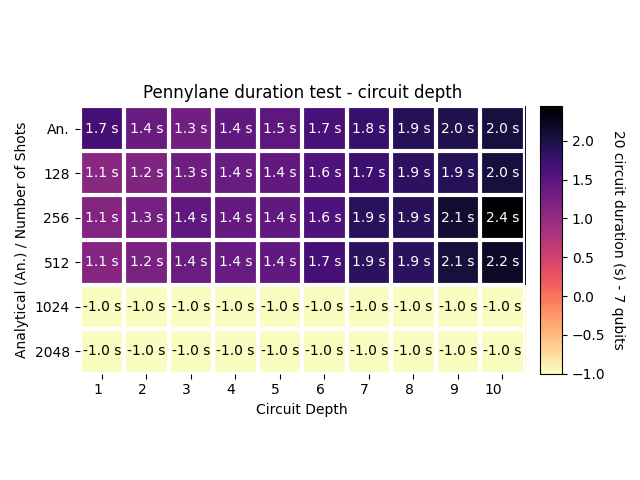 Pennylane duration test - circuit depth
Analytical (An.) / Number of Shots
An. 1.7 s 1.4 s 1.3 s 1.4 s 1.5 s 1.7 s 1.8 s 1.9 s 2.0 s 2.0 s
128 1.1 s 1.2 s 1.3 s 1.4 s 1.4 s 1.6 s 1.7 s 1.9 s 1.9 s 2.0 s
256 1.1 s 1.3 s 1.4 s 1.4 s 1.4 s 1.6 s 1.9 s 1.9 s 2.1 s 2.4 s
512 1.1 s 1.2 s 1.4 s 1.4 s 1.4 s 1.7 s 1.9 s 1.9 s 2.1 s 2.2 s
1024 -1.0 s -1.0 s -1.0 s -1.0 s -1.0 s -1.0 s -1.0 s -1.0 s -1.0 s -1.0 s
2048 -1.0 s -1.0 s -1.0 s -1.0 s -1.0 s -1.0 s -1.0 s -1.0 s -1.0 s -1.0 s
1 2 3 4 5 6 7 8 9 10
Circuit Depth
2.0
1.5
1.0
0.5
0.0
−0.5
−1.0
20 circuit duration (s) - 7 qubits